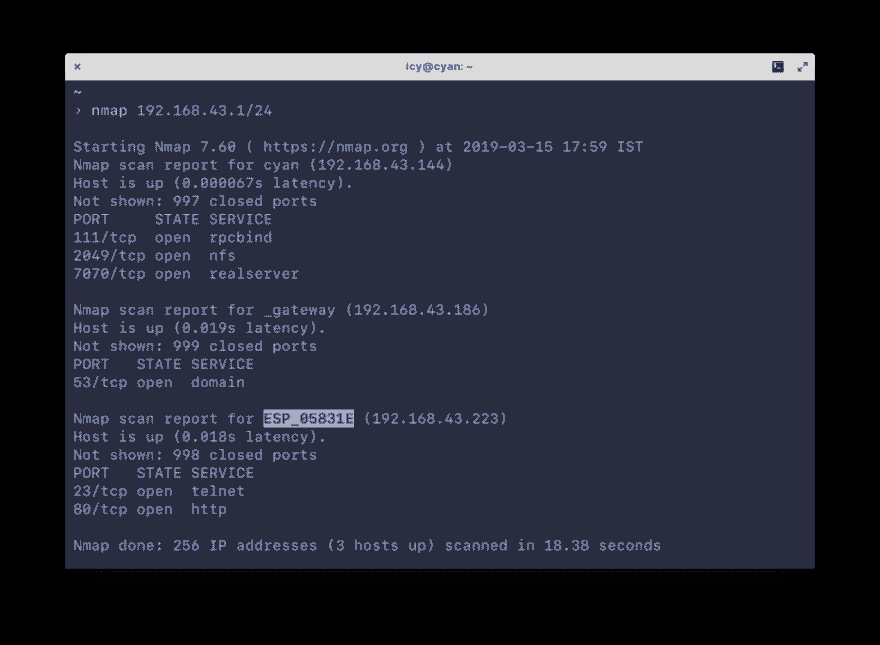 icy@cyan: ~
~
› nmap 192.168.43.1/24
Starting Nmap 7.60 ( https://nmap.org ) at 2019-03-15 17:59 IST
Nmap scan report for cyan (192.168.43.144)
Host is up (0.000067s latency).
Not shown: 997 closed ports
PORT     STATE SERVICE
111/tcp  open  rpcbind
2049/tcp open  nfs
7070/tcp open  realserver
Nmap scan report for _gateway (192.168.43.186)
Host is up (0.019s latency).
Not shown: 999 closed ports
PORT   STATE SERVICE
53/tcp open  domain
Nmap scan report for ESP_05831E (192.168.43.223)
Host is up (0.018s latency).
Not shown: 998 closed ports
PORT   STATE SERVICE
23/tcp open  telnet
80/tcp open  http
Nmap done: 256 IP addresses (3 hosts up) scanned in 18.38 seconds